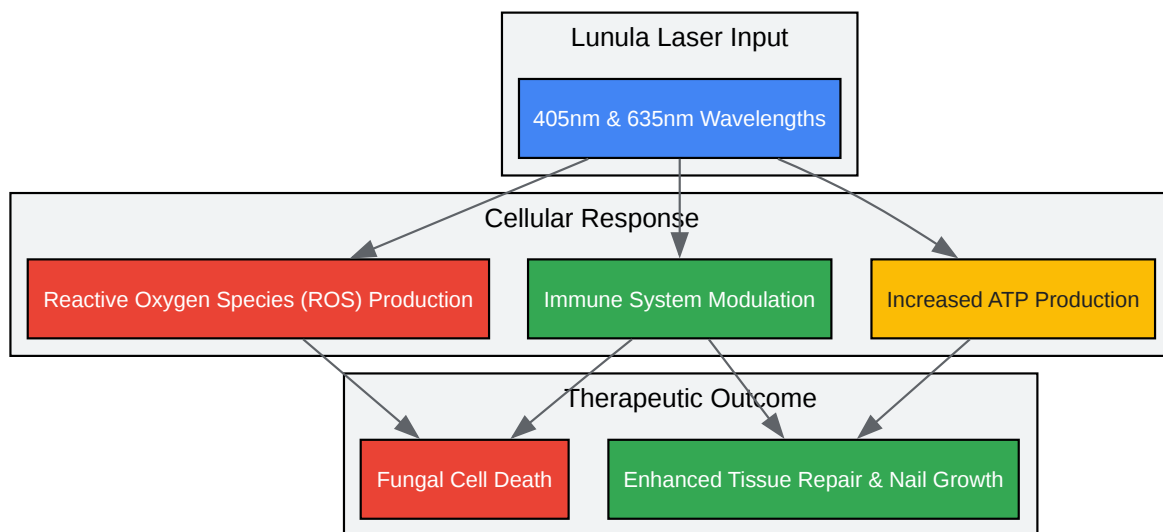 Lunula Laser Input
405nm & 635nm Wavelengths
Cellular Response
Reactive Oxygen Species (ROS) Production
Immune System Modulation
Increased ATP Production
Therapeutic Outcome
Fungal Cell Death
Enhanced Tissue Repair & Nail Growth